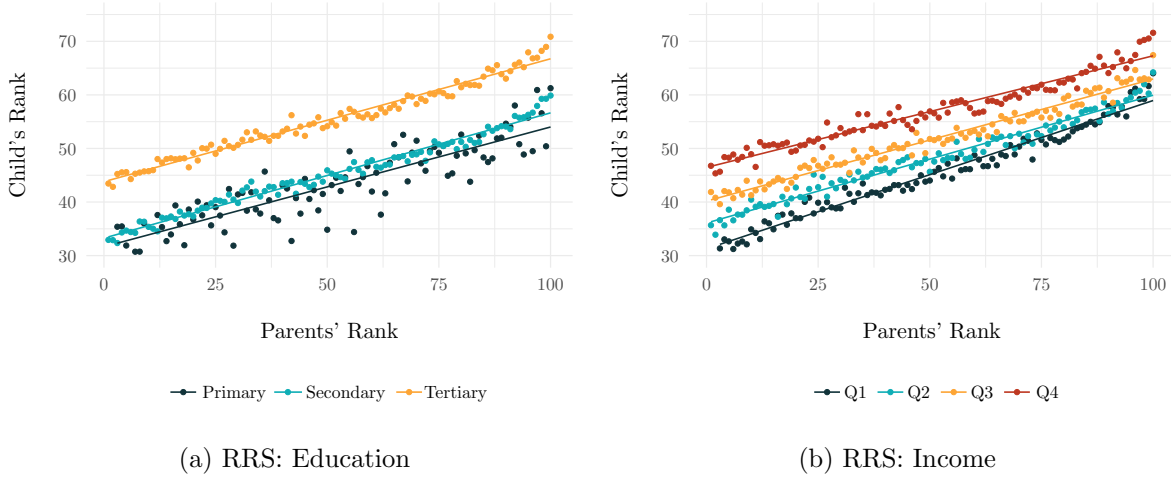 70
60
50
40
30
Child's Rank
0 25 50 75 100
Parents' Rank
Primary Secondary Tertiary
(a) RRS: Education
70
60
50
40
30
Child's Rank
0 25 50 75 100
Parents' Rank
Q1 Q2 Q3 Q4
(b) RRS: Income